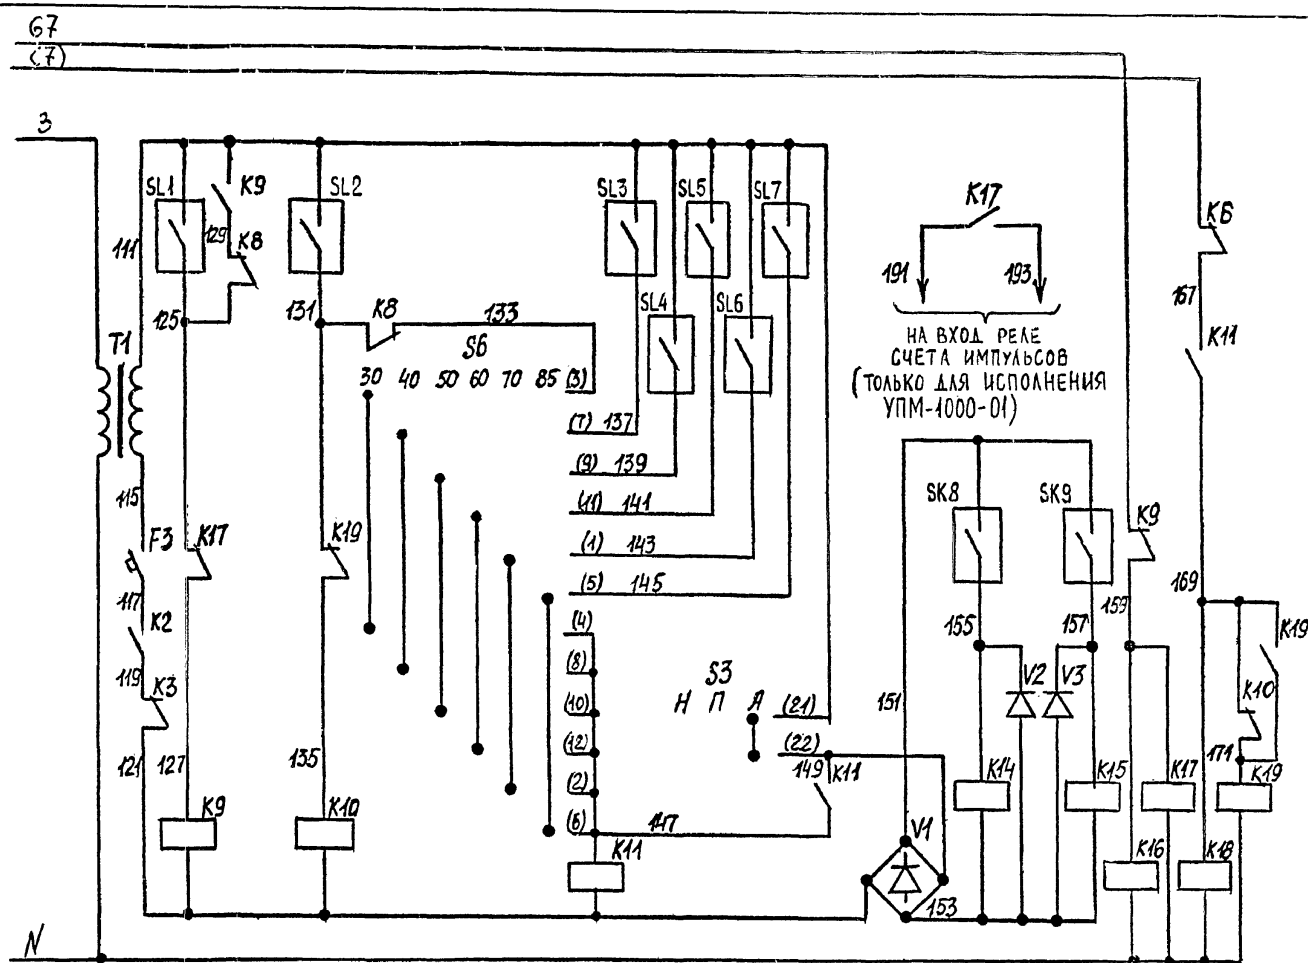 67
(7)
3
SL1
K9
SL2
SL3
SL5
SL7
K17
K6
129
K8
111
191
193
167
125
131
K8
133
SL4
SL6
T1
S6
НА ВХОД РЕЛЕ
СЧЕТА ИМПУЛЬСОВ
(ТОЛЬКО ДЛЯ ИСПОЛНЕНИЯ
УПМ-1000-01)
K11
30 40 50 60 70 85 (3)
(7) 137
(9) 139
(11) 141
(1) 143
(5) 145
115
SK8
SK9
K9
F3
K17
K19
117
K2
119
K3
155
157
159
169
K19
(4)
(8)
(10)
(12)
(2)
(6)
147
S3
Н П А
(21)
(22)
149
K11
151
V2
V3
K10
171
121
127
135
K9
K10
K11
K14
K15
K17
K19
V1
153
K16
K18
N